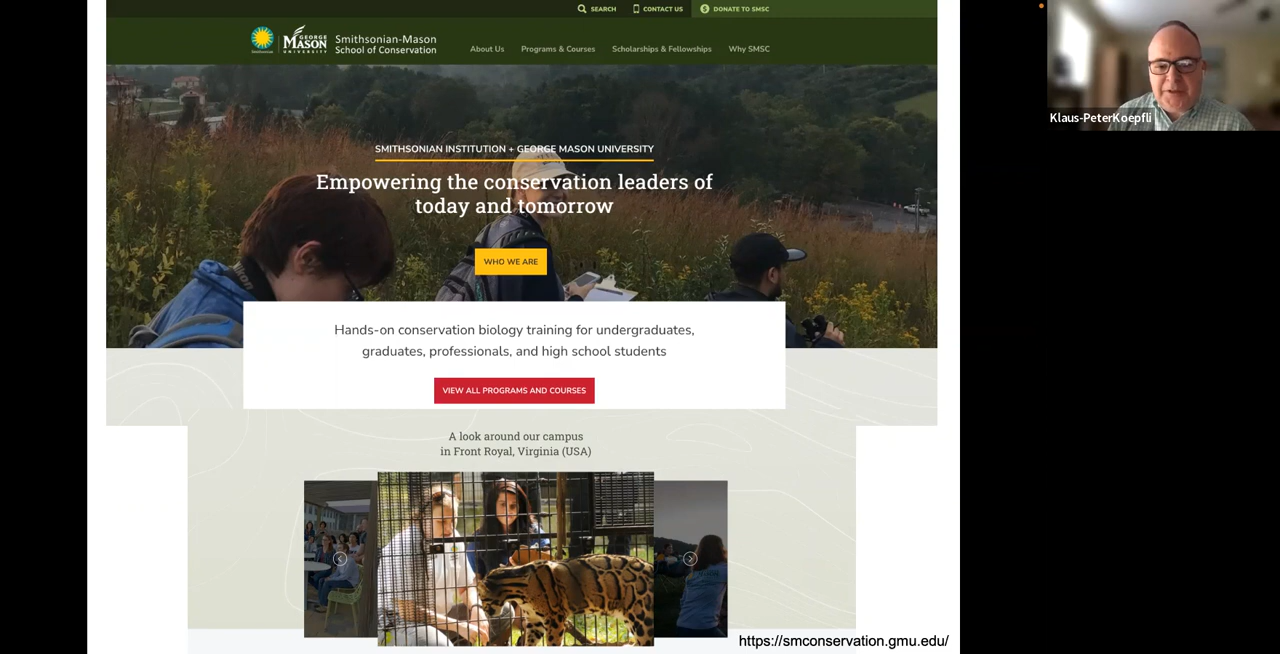 SEARCH
CONTACT US
DONATE TO SMSC
GEORGE
MASON
UNIVERSITY
Smithsonian-Mason
School of Conservation
About Us
Programs & Courses
Scholarships & Fellowships
Why SMSC
Klaus-PeterKoepfli
SMITHSONIAN INSTITUTION + GEORGE MASON UNIVERSITY
Empowering the conservation leaders of
today and tomorrow
WHO WE ARE
Hands-on conservation biology training for undergraduates,
graduates, professionals, and high school students
VIEW ALL PROGRAMS AND COURSES
A look around our campus
in Front Royal, Virginia (USA)
https://smconservation.gmu.edu/